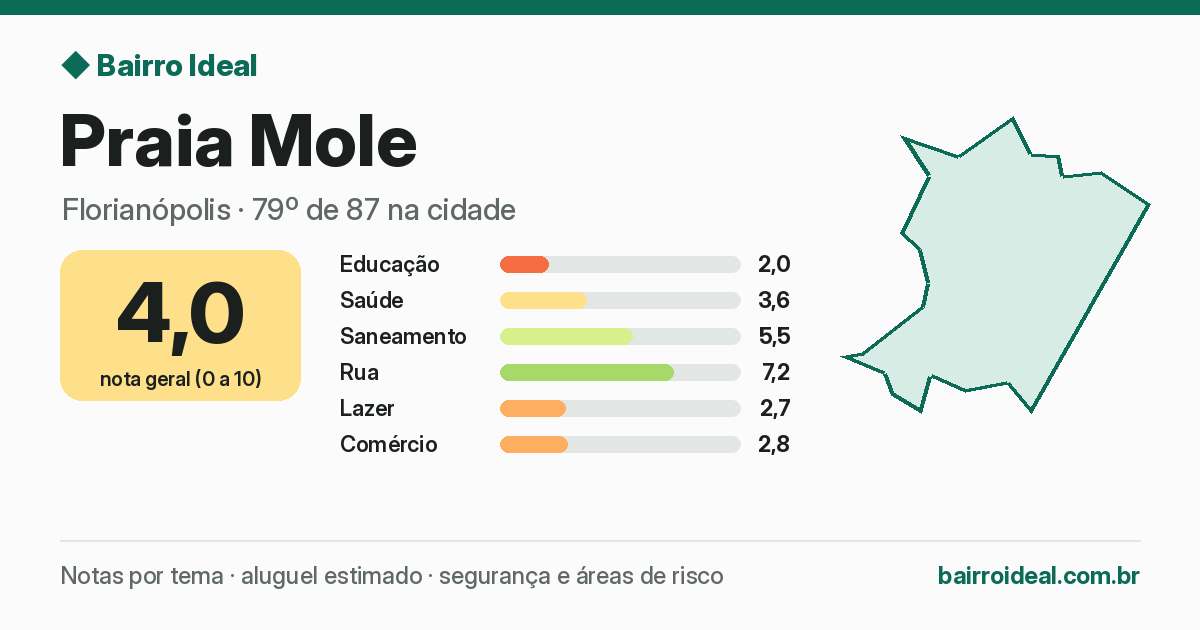 Bairro Ideal
Praia Mole
Florianópolis · 79º de 87 na cidade
4,0
nota geral (0 a 10)
Educação 2,0
Saúde 3,6
Saneamento 5,5
Rua 7,2
Lazer 2,7
Comércio 2,8
Notas por tema · aluguel estimado · segurança e áreas de risco
bairroideal.com.br